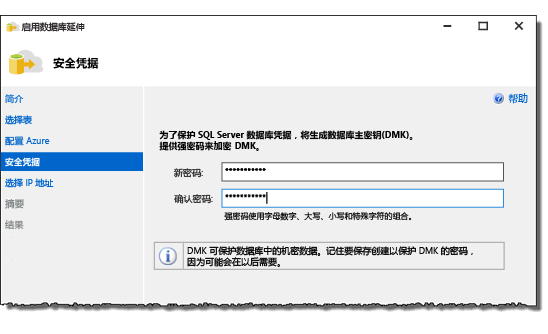 启用数据库延伸
安全凭据
简介
帮助
选择表
配置 Azure
安全凭据
选择 IP 地址
摘要
结果
为了保护 SQL Server 数据库凭据，将生成数据库主密钥(DMK)。
提供强密码来加密 DMK。
新密码:
确认密码:
强密码使用字母数字、大写、小写和特殊字符的组合。
DMK 可保护数据库中的机密数据。记住要保存创建以保护 DMK 的密码，
因为可能会在以后需要。